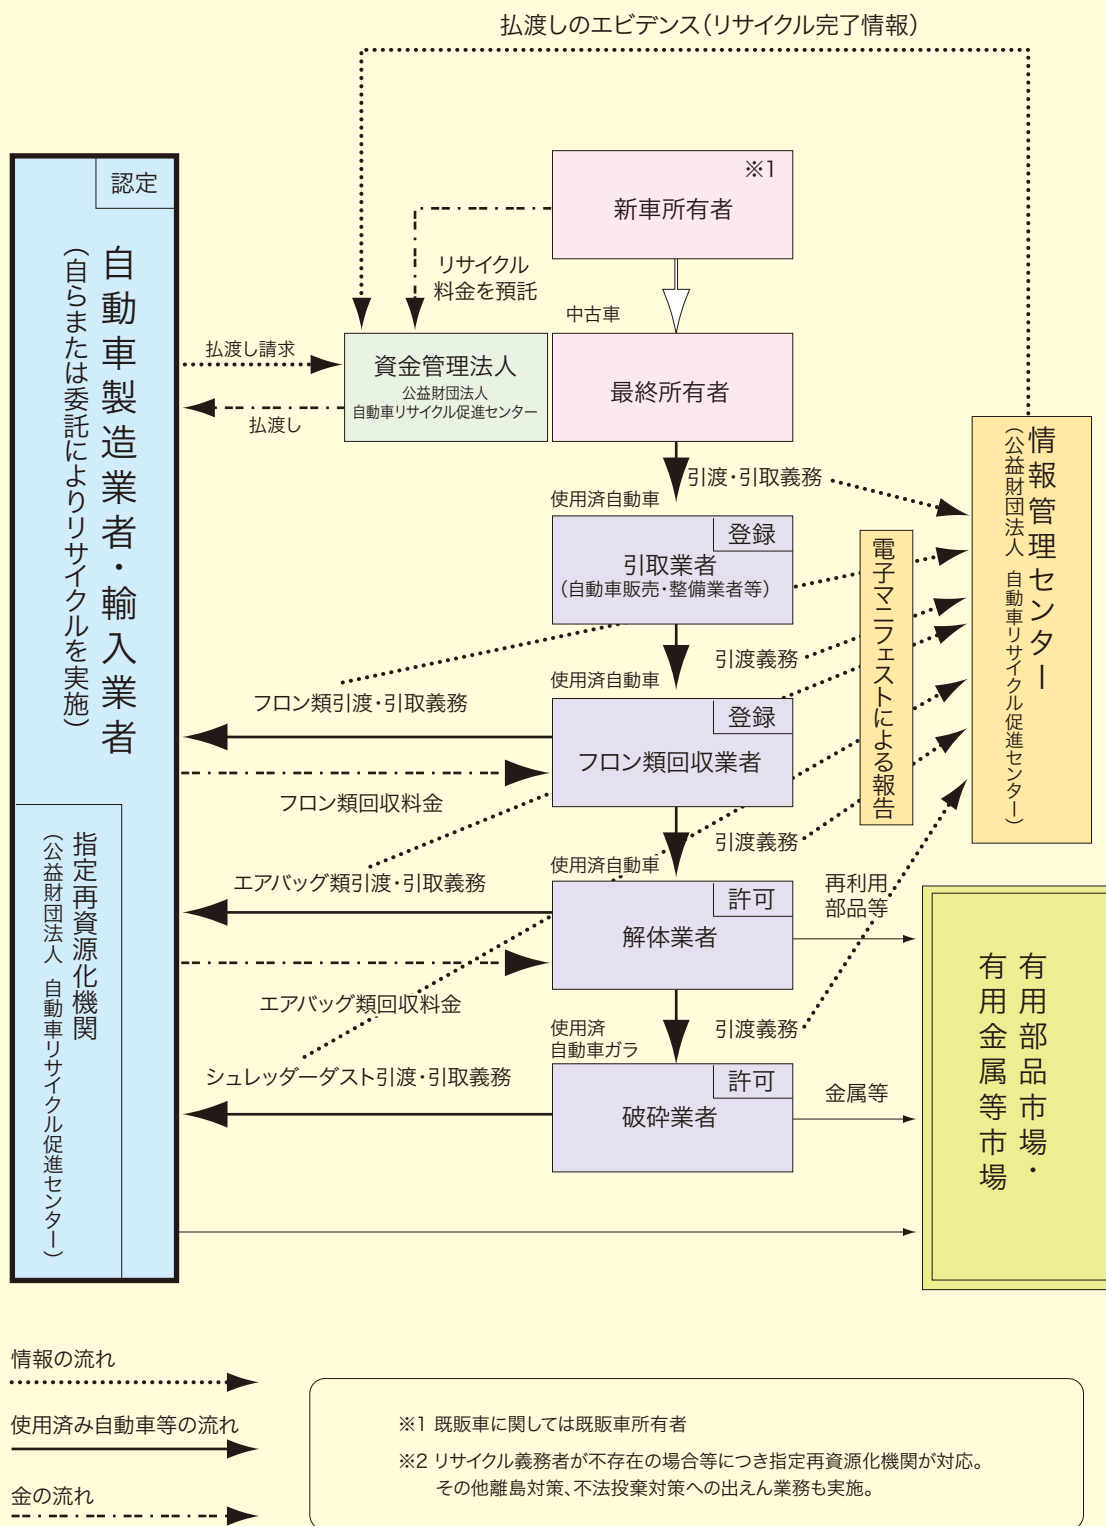 払渡しのエビデンス(リサイクル完了情報)
認定
自動車製造業者・輸入業者
(自らまたは委託によりリサイクルを実施)
指定再資源化機関
(公益財団法人 自動車リサイクル促進センター)
※1
新車所有者
リサイクル
料金を預託
中古車
払渡し請求
払渡し
資金管理法人
公益財団法人
自動車リサイクル促進センター
最終所有者
引渡・引取義務
使用済自動車
登録
引取業者
(自動車販売・整備業者等)
引渡義務
使用済自動車
フロン類引渡・引取義務
登録
フロン類回収業者
フロン類回収料金
引渡義務
使用済自動車
エアバッグ類引渡・引取義務
許可
解体業者
再利用
部品等
エアバッグ類回収料金
使用済
自動車ガラ
引渡義務
シュレッダーダスト引渡・引取義務
許可
破砕業者
金属等
電子マニフェストによる報告
情報管理センター
(公益財団法人 自動車リサイクル促進センター)
有用部品市場・
有用金属等市場
情報の流れ
使用済み自動車等の流れ
金の流れ
※1 既販車に関しては既販車所有者
※2 リサイクル義務者が不存在の場合等につき指定再資源化機関が対応。
その他離島対策、不法投棄対策への出えん業務も実施。